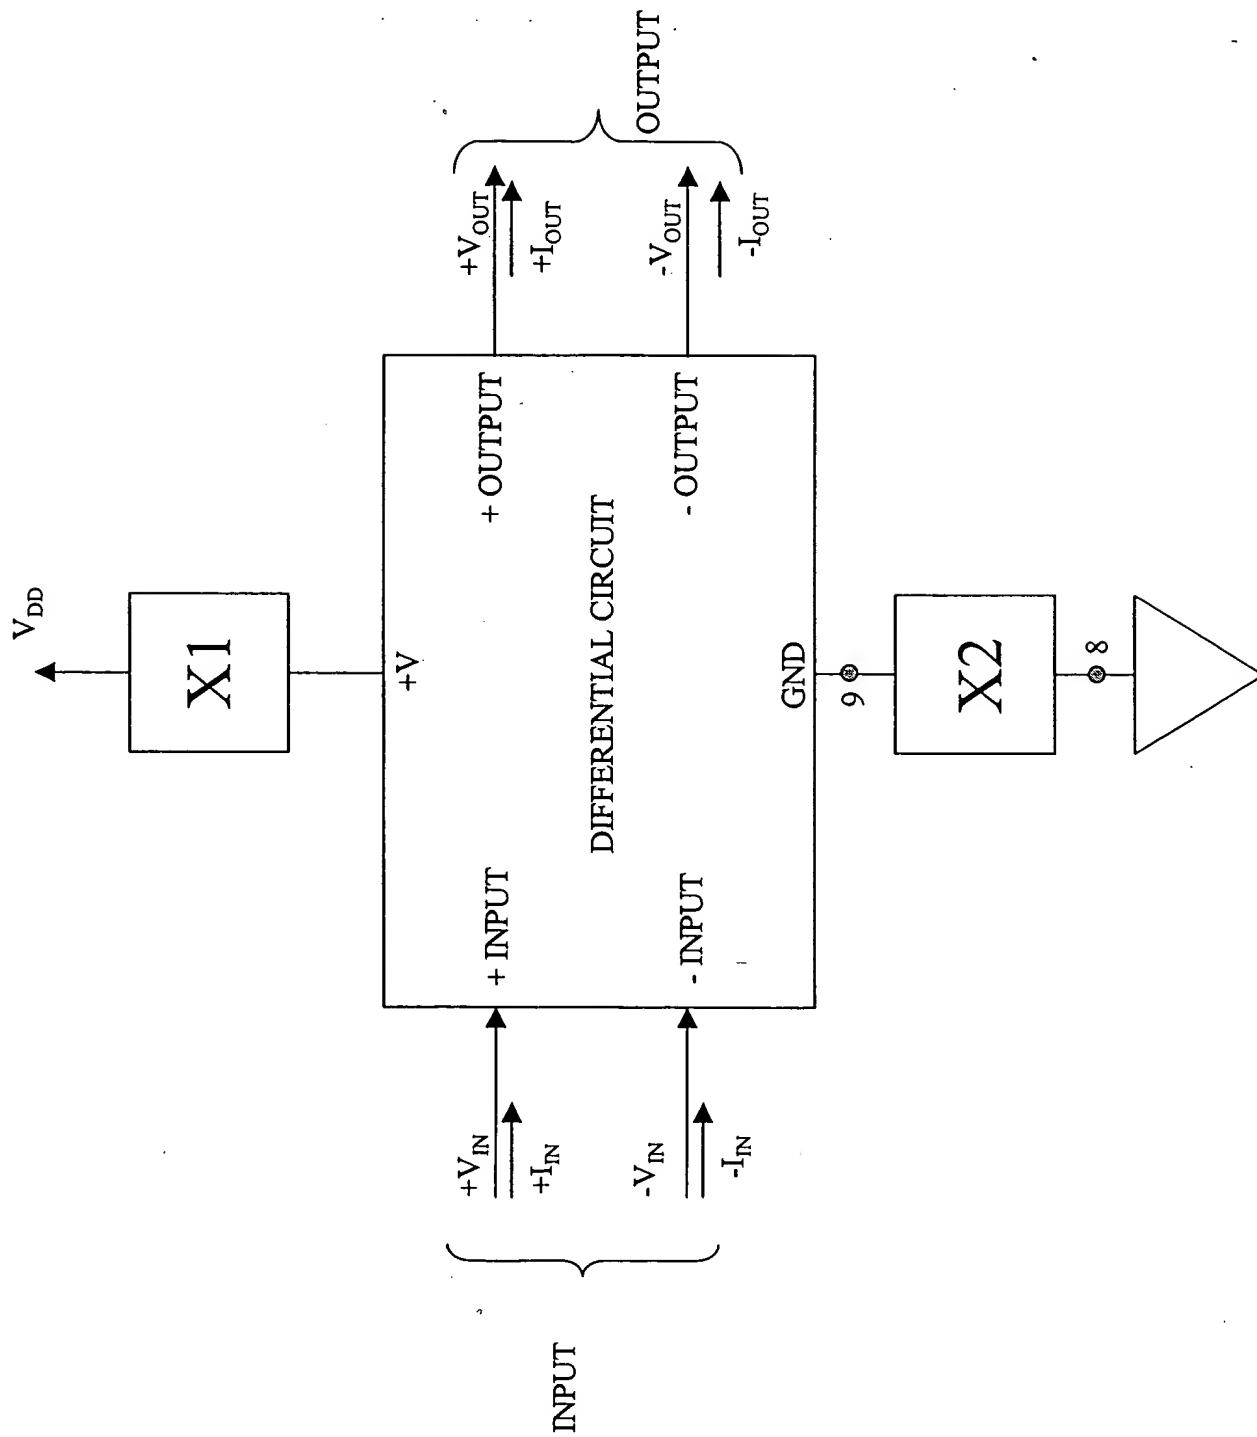 V_DD
X1
+V
+V_IN
+ INPUT
+ OUTPUT
+V_OUT
+I_IN
+I_OUT
INPUT
DIFFERENTIAL CIRCUIT
OUTPUT
-V_IN
- INPUT
- OUTPUT
-V_OUT
-I_IN
-I_OUT
GND
9
X2
8